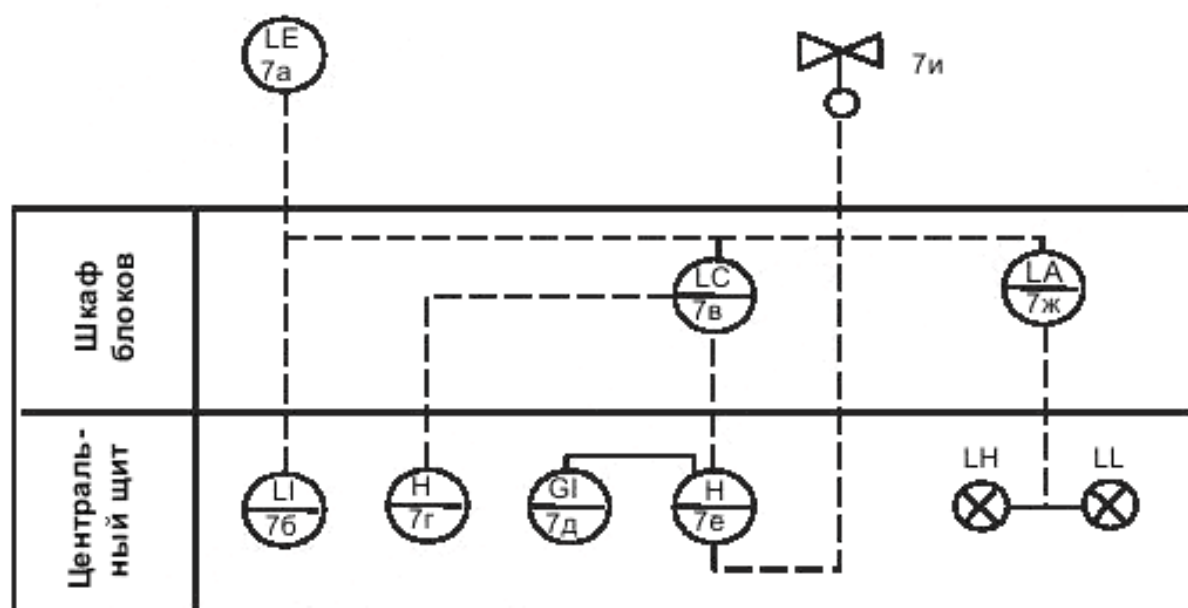 LE
7а
7и
Шкаф
блоков
LC
7в
LA
7ж
Централь-
ный щит
LI
7б
H
7г
GI
7д
H
7е
LH
LL